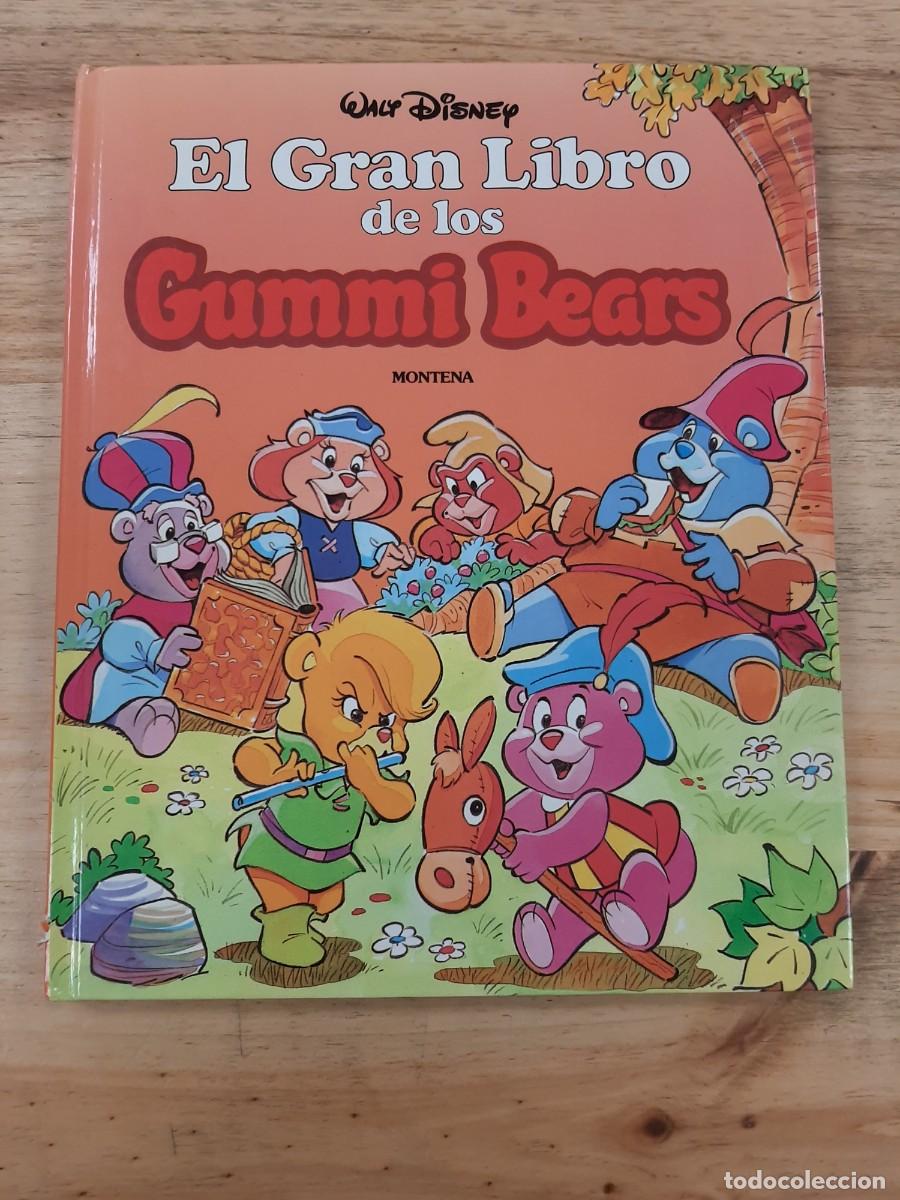 Walt Disney
El Gran Libro
de los
Gummi Bears
MONTENA
todocoleccion